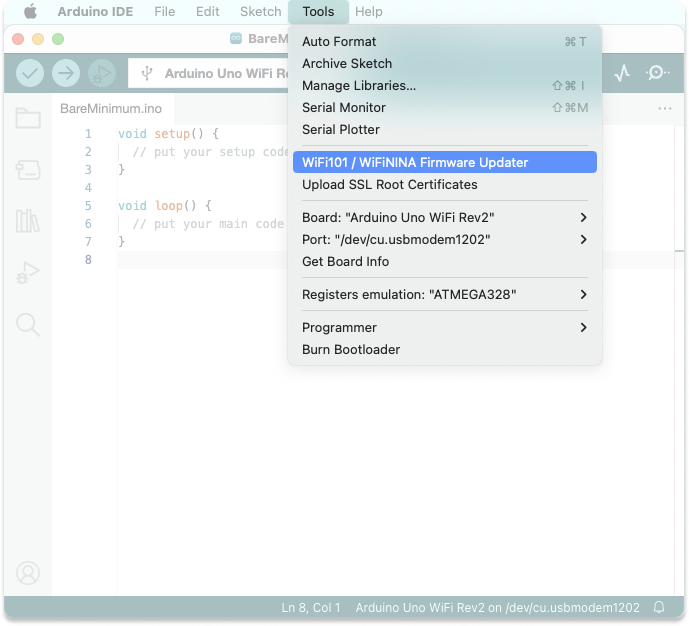 Arduino IDE File Edit Sketch Tools Help
BareM
Arduino Uno WiFi Re
BareMinimum.ino
1 void setup() {
2 // put your setup code
3 }
4
5 void loop() {
6 // put your main code
7 }
8
Auto Format ⌘ T
Archive Sketch
Manage Libraries... ⇧ ⌘ I
Serial Monitor ⇧ ⌘ M
Serial Plotter
WiFi101 / WiFiNINA Firmware Updater
Upload SSL Root Certificates
Board: "Arduino Uno WiFi Rev2"
Port: "/dev/cu.usbmodem1202"
Get Board Info
Registers emulation: "ATMEGA328"
Programmer
Burn Bootloader
Ln 8, Col 1 Arduino Uno WiFi Rev2 on /dev/cu.usbmodem1202